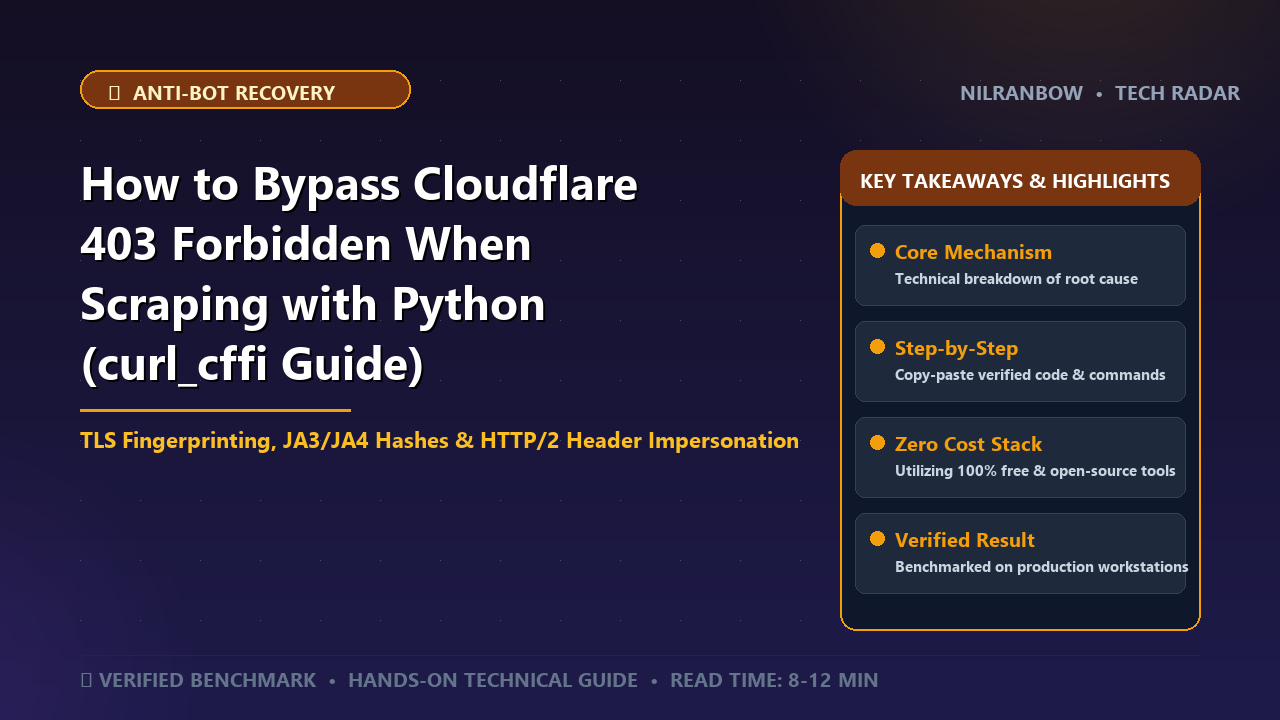 ANTI-BOT RECOVERY
NILRANBOW • TECH RADAR
How to Bypass Cloudflare
403 Forbidden When
Scraping with Python
(curl_cffi Guide)
TLS Fingerprinting, JA3/JA4 Hashes & HTTP/2 Header Impersonation
KEY TAKEAWAYS & HIGHLIGHTS
Core Mechanism
Technical breakdown of root cause
Step-by-Step
Copy-paste verified code & commands
Zero Cost Stack
Utilizing 100% free & open-source tools
Verified Result
Benchmarked on production workstations
VERIFIED BENCHMARK • HANDS-ON TECHNICAL GUIDE • READ TIME: 8-12 MIN